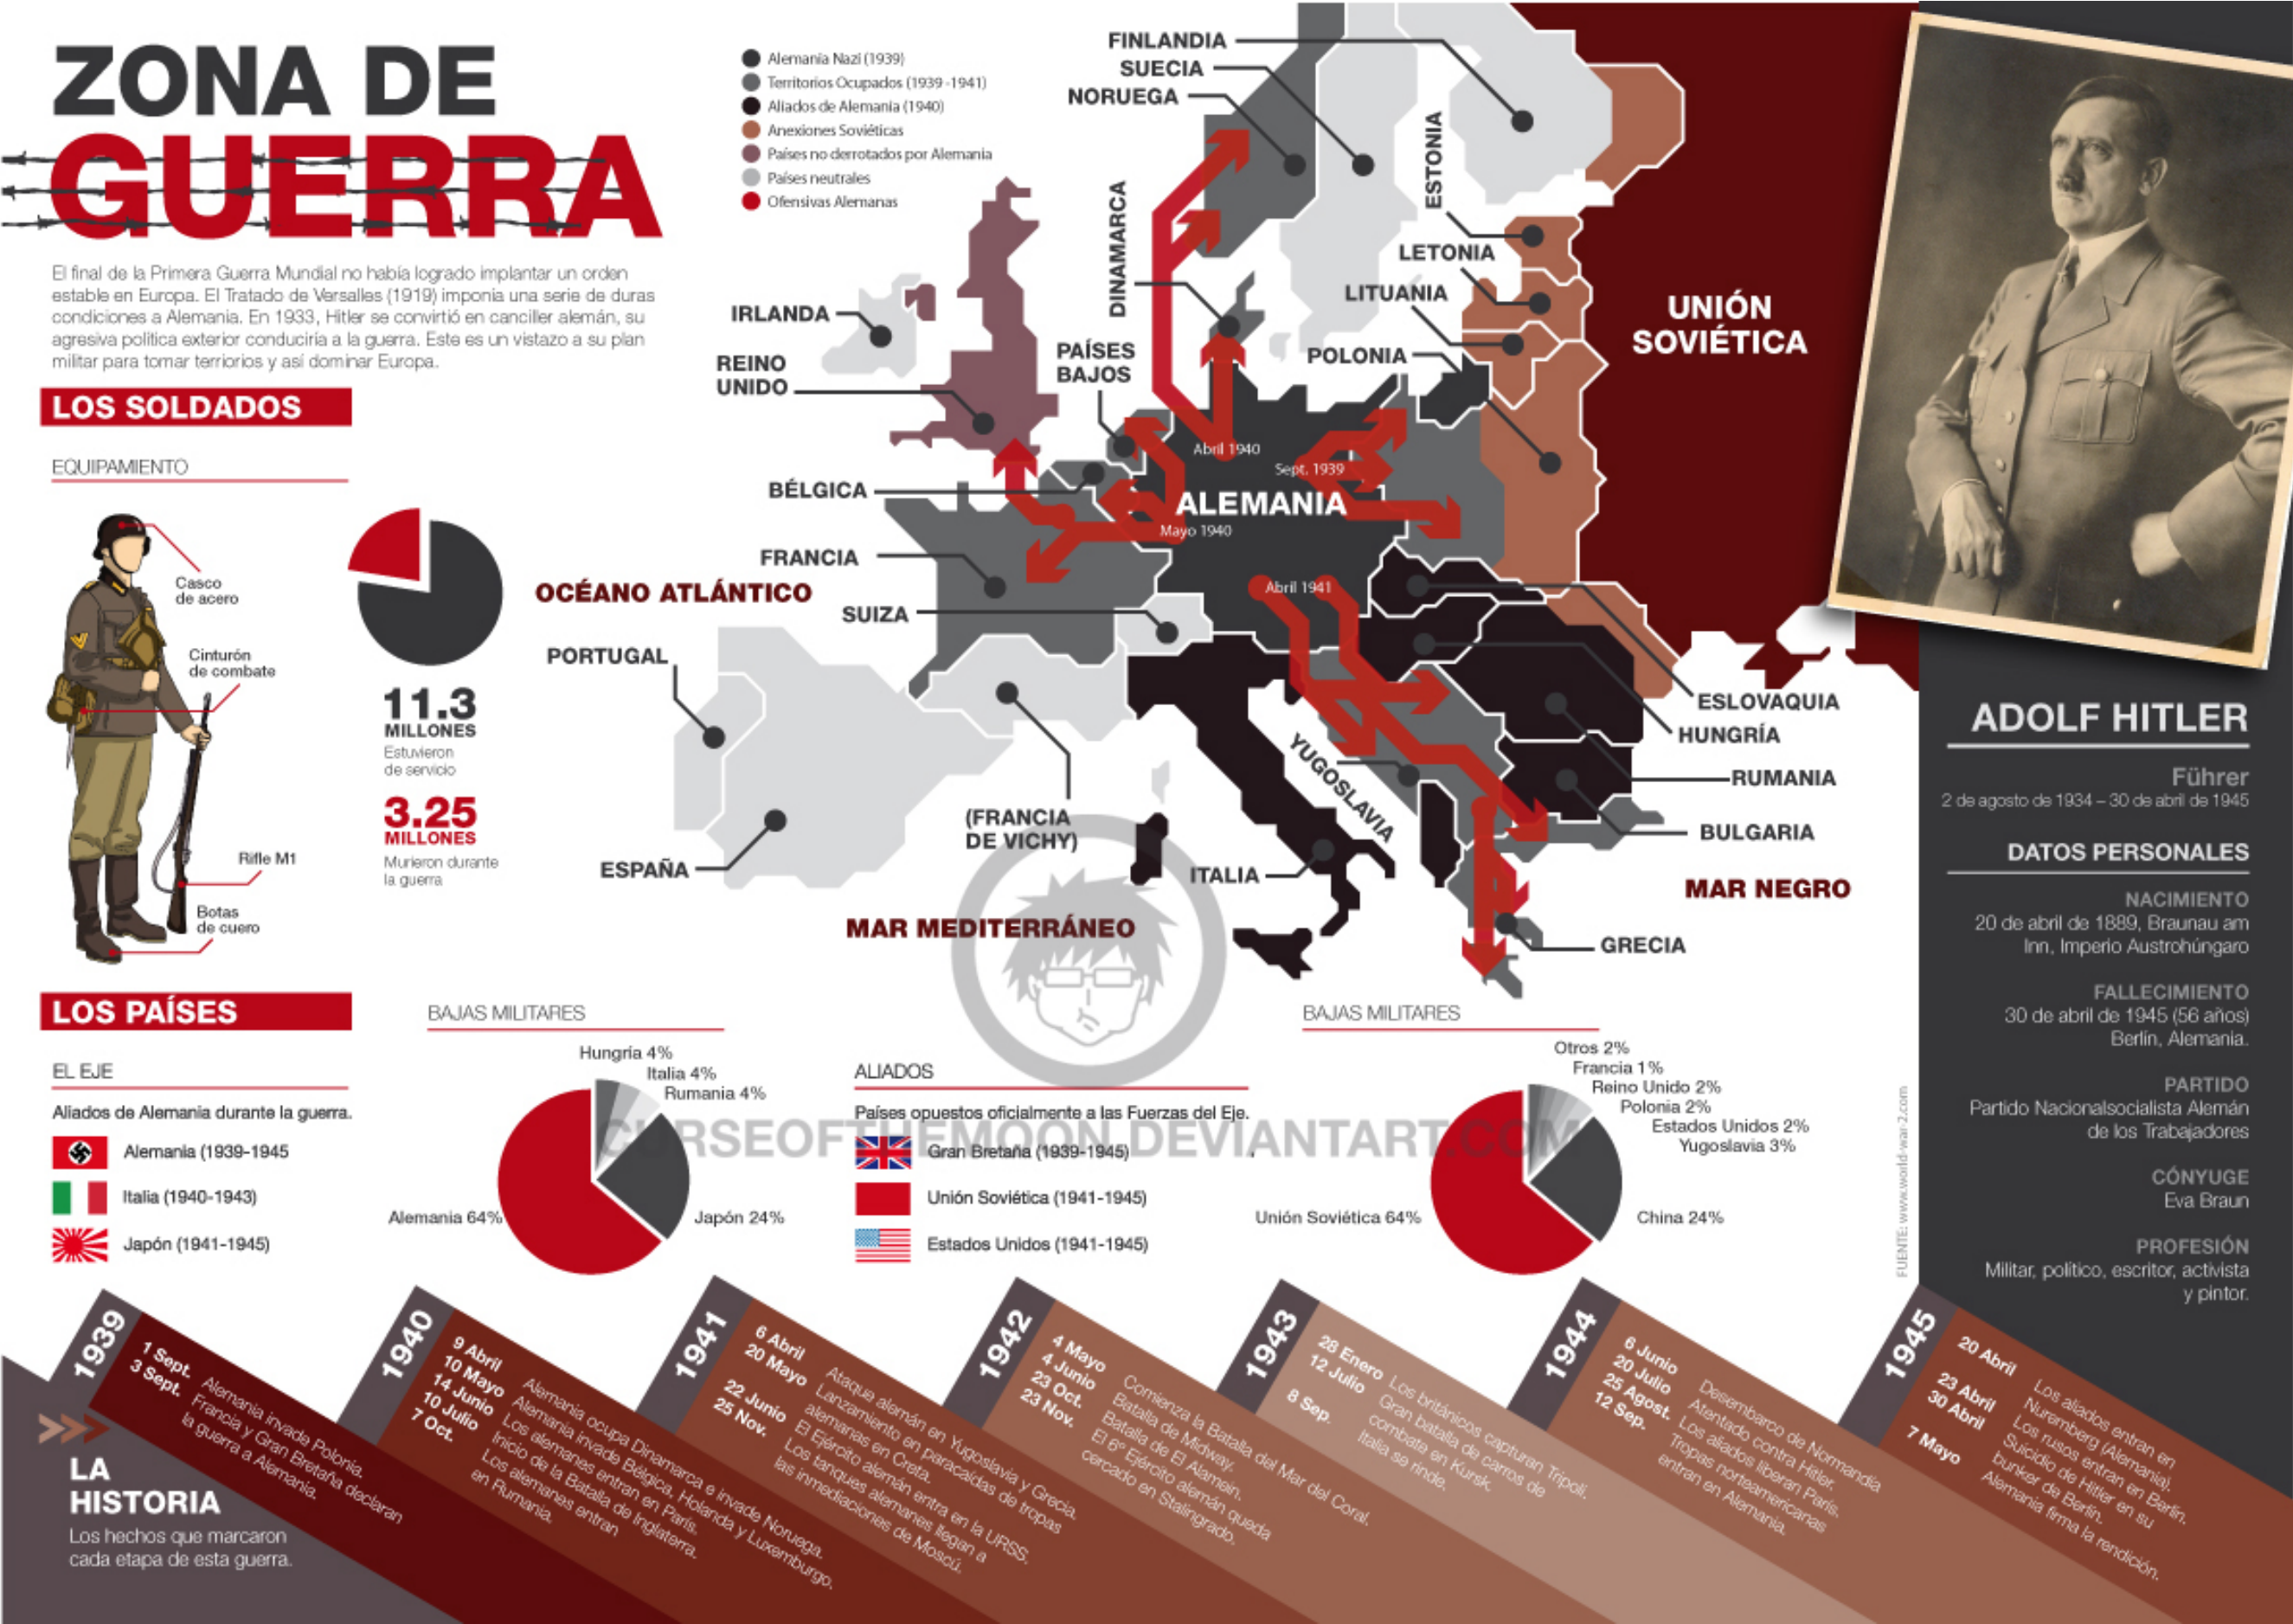 ZONA DE
GUERRA
El final de la Primera Guerra Mundial no había logrado implantar un orden
estable en Europa. El Tratado de Versalles (1919) imponía una serie de duras
condiciones a Alemania. En 1933, Hitler se convirtió en canciller alemán, su
agresiva política exterior conduciría a la guerra. Este es un vistazo a su plan
militar para tomar terriorios y así dominar Europa.
LOS SOLDADOS
EQUIPAMIENTO
Casco
de acero
Cinturón
de combate
Rifle M1
Botas
de cuero
11.3
MILLONES
Estuvieron
de servicio
3.25
MILLONES
Murieron durante
la guerra
Alemania Nazi (1939)
Territorios Ocupados (1939 -1941)
Aliados de Alemania (1940)
Anexiones Soviéticas
Países no derrotados por Alemania
Países neutrales
Ofensivas Alemanas
FINLANDIA
SUECIA
NORUEGA
ESTONIA
DINAMARCA
LETONIA
LITUANIA
IRLANDA
UNIÓN
SOVIÉTICA
PAÍSES
BAJOS
POLONIA
REINO
UNIDO
Abril 1940
Sept. 1939
BÉLGICA
ALEMANIA
Mayo 1940
FRANCIA
OCÉANO ATLÁNTICO
Abril 1941
SUIZA
PORTUGAL
ESLOVAQUIA
HUNGRÍA
YUGOSLAVIA
RUMANIA
(FRANCIA
DE VICHY)
BULGARIA
ESPAÑA
ITALIA
MAR NEGRO
MAR MEDITERRÁNEO
GRECIA
ADOLF HITLER
Führer
2 de agosto de 1934 – 30 de abril de 1945
DATOS PERSONALES
NACIMIENTO
20 de abril de 1889, Braunau am
Inn, Imperio Austrohúngaro
FALLECIMIENTO
30 de abril de 1945 (56 años)
Berlín, Alemania.
PARTIDO
Partido Nacionalsocialista Alemán
de los Trabajadores
CÓNYUGE
Eva Braun
PROFESIÓN
Militar, político, escritor, activista
y pintor.
FUENTE: www.world-war-2.com
LOS PAÍSES
EL EJE
Aliados de Alemania durante la guerra.
Alemania (1939-1945
Italia (1940-1943)
Japón (1941-1945)
BAJAS MILITARES
Hungría 4%
Italia 4%
Rumania 4%
Alemania 64%
Japón 24%
ALIADOS
Países opuestos oficialmente a las Fuerzas del Eje.
Gran Bretaña (1939-1945)
Unión Soviética (1941-1945)
Estados Unidos (1941-1945)
CURSEOFTHEMOON.DEVIANTART.COM
BAJAS MILITARES
Otros 2%
Francia 1%
Reino Unido 2%
Polonia 2%
Estados Unidos 2%
Yugoslavia 3%
Unión Soviética 64%
China 24%
LA
HISTORIA
Los hechos que marcaron
cada etapa de esta guerra.
1939
1 Sept. Alemania invada Polonia.
3 Sept. Francia y Gran Bretaña declaran
la guerra a Alemania.
1940
9 Abril Alemania ocupa Dinamarca e invade Noruega.
10 Mayo Alemania invade Bélgica, Holanda y Luxemburgo.
14 Junio Los alemanes entran en París.
10 Julio Inicio de la Batalla de Inglaterra.
7 Oct. Los alemanes entran
en Rumania.
1941
6 Abril Ataque alemán en Yugoslavia y Grecia.
20 Mayo Lanzamiento en paracaidas de tropas
alemanas en Creta.
22 Junio El Ejército alemán entra en la URSS.
25 Nov. Los tanques alemanes llegan a
las inmediaciones de Moscú.
1942
4 Mayo Comienza la Batalla del Mar del Coral.
4 Junio Batalla de Midway.
23 Oct. Batalla de El Alamein.
23 Nov. El 6º Ejército alemán queda
cercado en Stalingrado.
1943
28 Enero Los británicos capturan Trípoli.
12 Julio Gran batalla de carros de
combate en Kursk.
8 Sep. Italia se rinde.
1944
6 Junio Desembarco de Normandía
20 Julio Atentado contra Hitler.
25 Agost. Los aliados liberan París.
12 Sep. Tropas norteamericanas
entran en Alemania.
1945
20 Abril Los aliados entran en
Nuremberg (Alemania).
23 Abril Los rusos entran en Berlín.
30 Abril Suicidio de Hitler en su
bunker de Berlín.
7 Mayo Alemania firma la rendición.